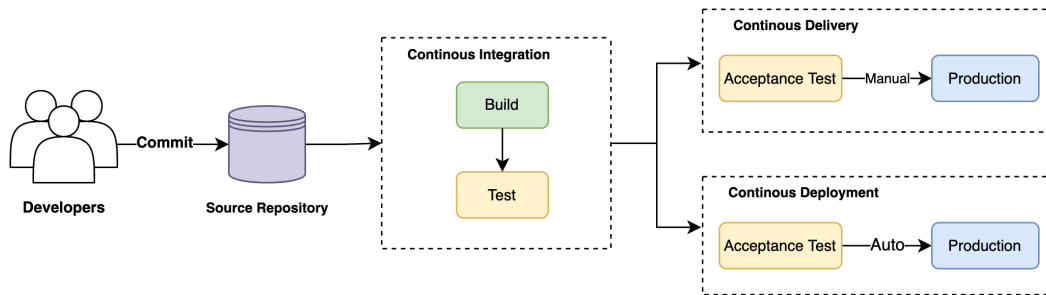 Developers
Commit
Source Repository
Continous Integration
Build
Test
Continous Delivery
Acceptance Test
Manual
Production
Continous Deployment
Acceptance Test
Auto
Production